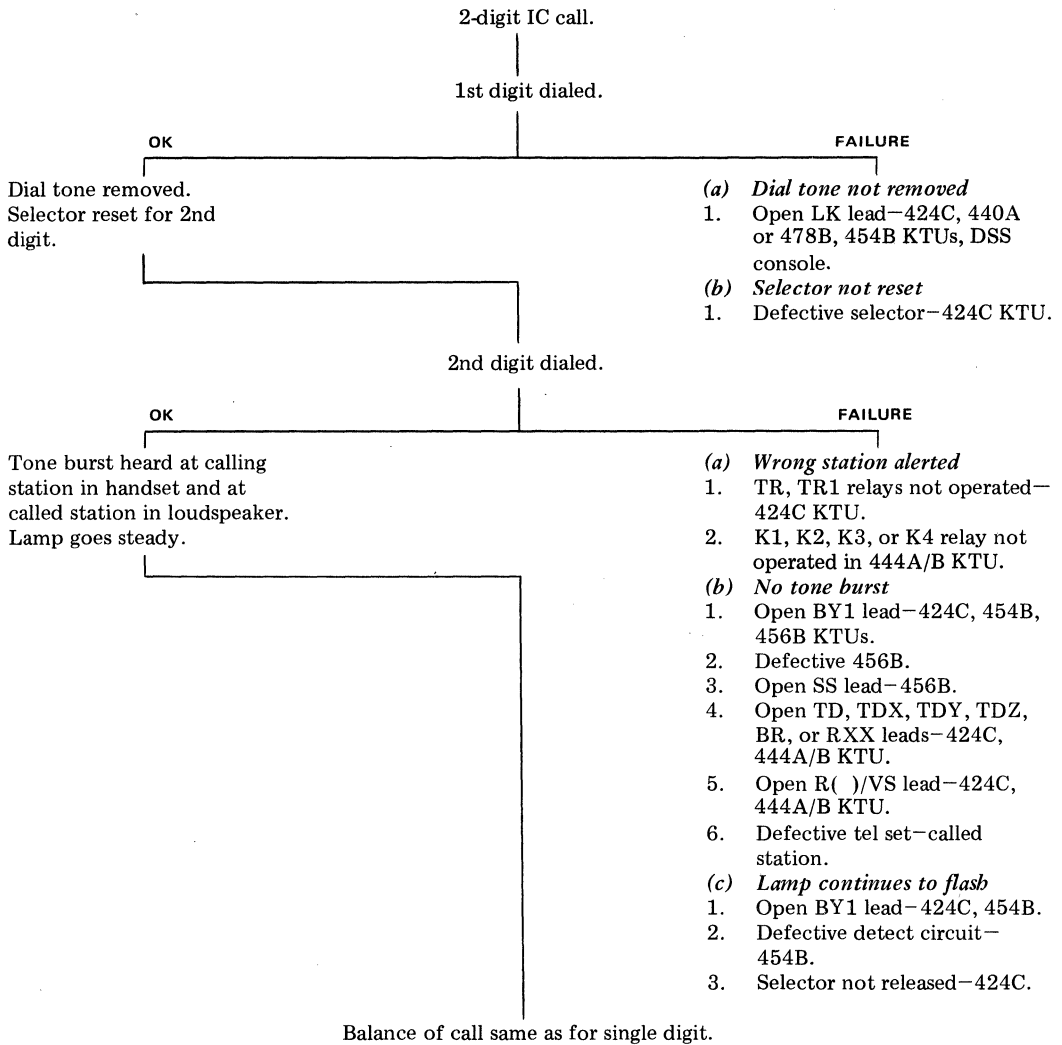 2-digit IC call.
1st digit dialed.
OK
FAILURE
Dial tone removed.
Selector reset for 2nd
digit.
(a) Dial tone not removed
1. Open LK lead—424C, 440A
or 478B, 454B KTUs, DSS
console.
(b) Selector not reset
1. Defective selector—424C KTU.
2nd digit dialed.
OK
FAILURE
Tone burst heard at calling
station in handset and at
called station in loudspeaker.
Lamp goes steady.
(a) Wrong station alerted
1. TR, TR1 relays not operated—
424C KTU.
2. K1, K2, K3, or K4 relay not
operated in 444A/B KTU.
(b) No tone burst
1. Open BY1 lead—424C, 454B,
456B KTUs.
2. Defective 456B.
3. Open SS lead—456B.
4. Open TD, TDX, TDY, TDZ,
BR, or RXX leads—424C,
444A/B KTU.
5. Open R( )/VS lead—424C,
444A/B KTU.
6. Defective tel set—called
station.
(c) Lamp continues to flash
1. Open BY1 lead—424C, 454B.
2. Defective detect circuit—
454B.
3. Selector not released—424C.
Balance of call same as for single digit.